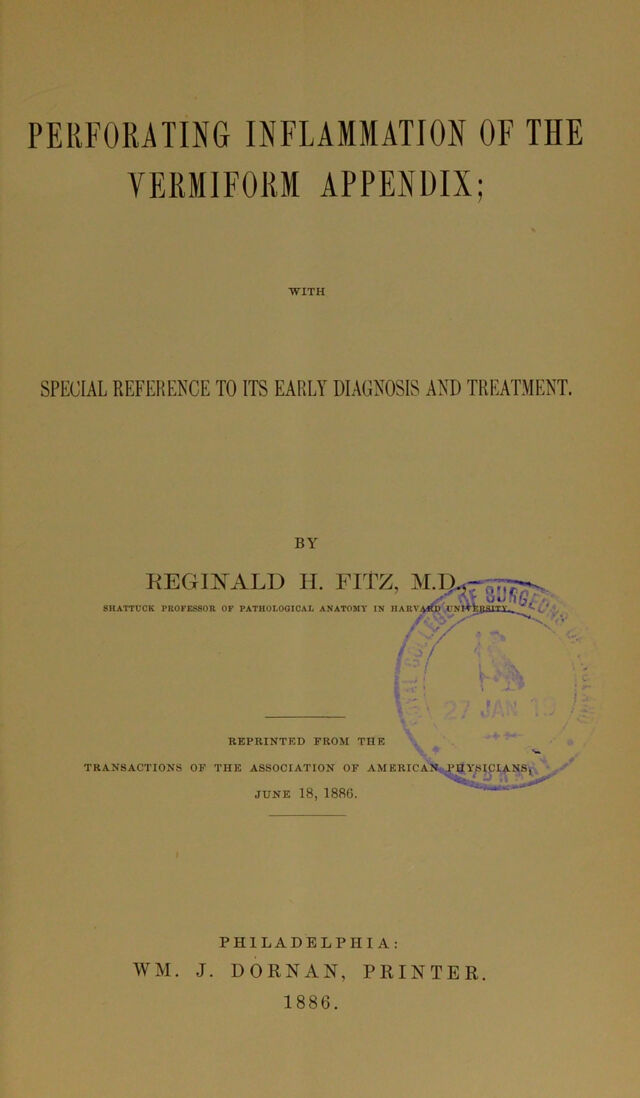 PERFORATING INFLAMMATION OF THE
VERMIFORM APPENDIX;
WITH
SPECIAL REFERENCE TO ITS EARLY DIAGNOSIS AND TREATMENT.
BY
REGINALD H. FITZ, M.D.,
SHATTUCK PROFESSOR OF PATHOLOGICAL ANATOMY IN HARVARD UNIVERSITY.
27 JAN
REPRINTED FROM THE
TRANSACTIONS OF THE ASSOCIATION OF AMERICAN PHYSICIANS,
JUNE 18, 1886.
PHILADELPHIA:
WM. J. DORNAN, PRINTER.
1886.